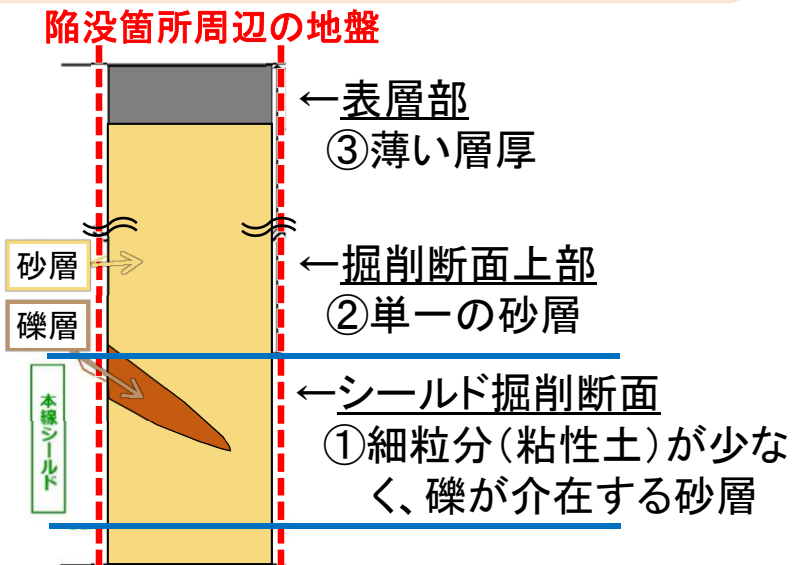 陥没箇所周辺の地盤
←表層部
③薄い層厚
砂層
←掘削断面上部
②単一の砂層
礫層
本線シールド
←シールド掘削断面
①細粒分（粘性土）が少な
く、礫が介在する砂層